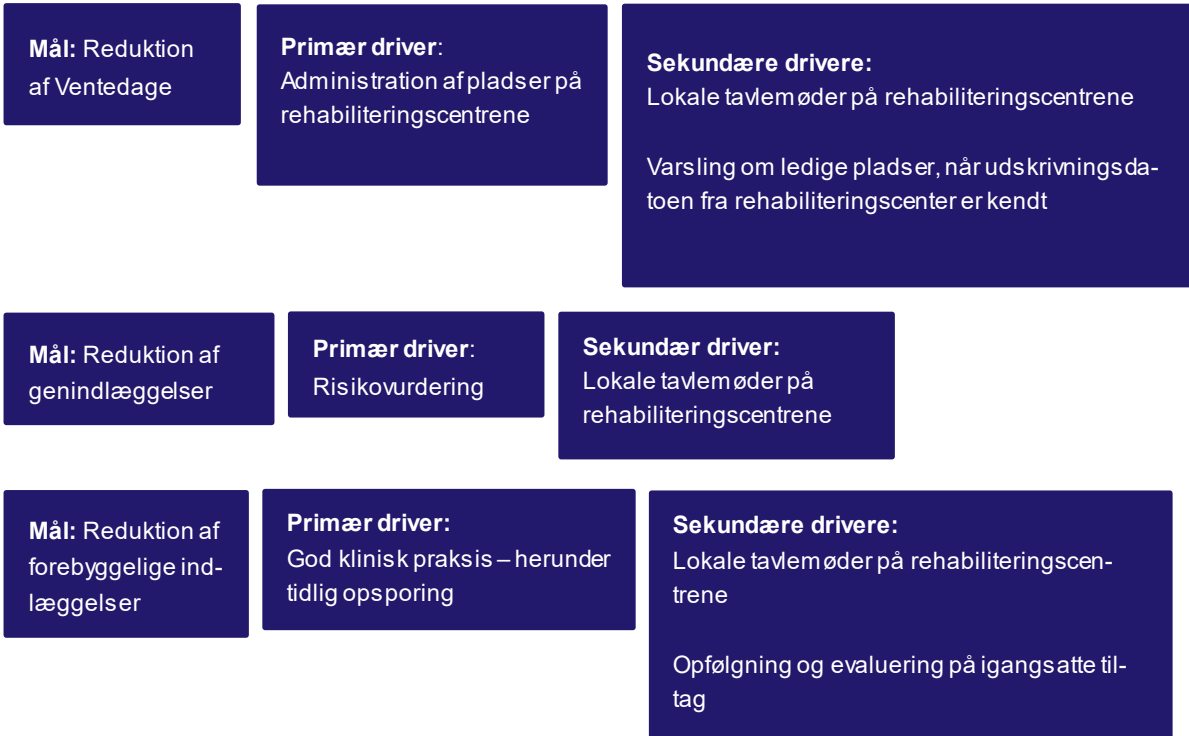 Mål: Reduktion
af Ventedage
Primær driver:
Administration af pladser på
rehabiliteringscentrene
Sekundære drivere:
Lokale tavlemøder på rehabiliteringscentrene
Varsling om ledige pladser, når udskrivningsda-
toen fra rehabiliteringscenter er kendt
Mål: Reduktion af
genindlæggelser
Primær driver:
Risikovurdering
Sekundær driver:
Lokale tavlemøder på
rehabiliteringscentrene
Mål: Reduktion af
forebyggelige ind-
læggelser
Primær driver:
God klinisk praksis – herunder
tidlig opsporing
Sekundære drivere:
Lokale tavlemøder på rehabiliteringscen-
trene
Opfølgning og evaluering på igangsatte til-
tag